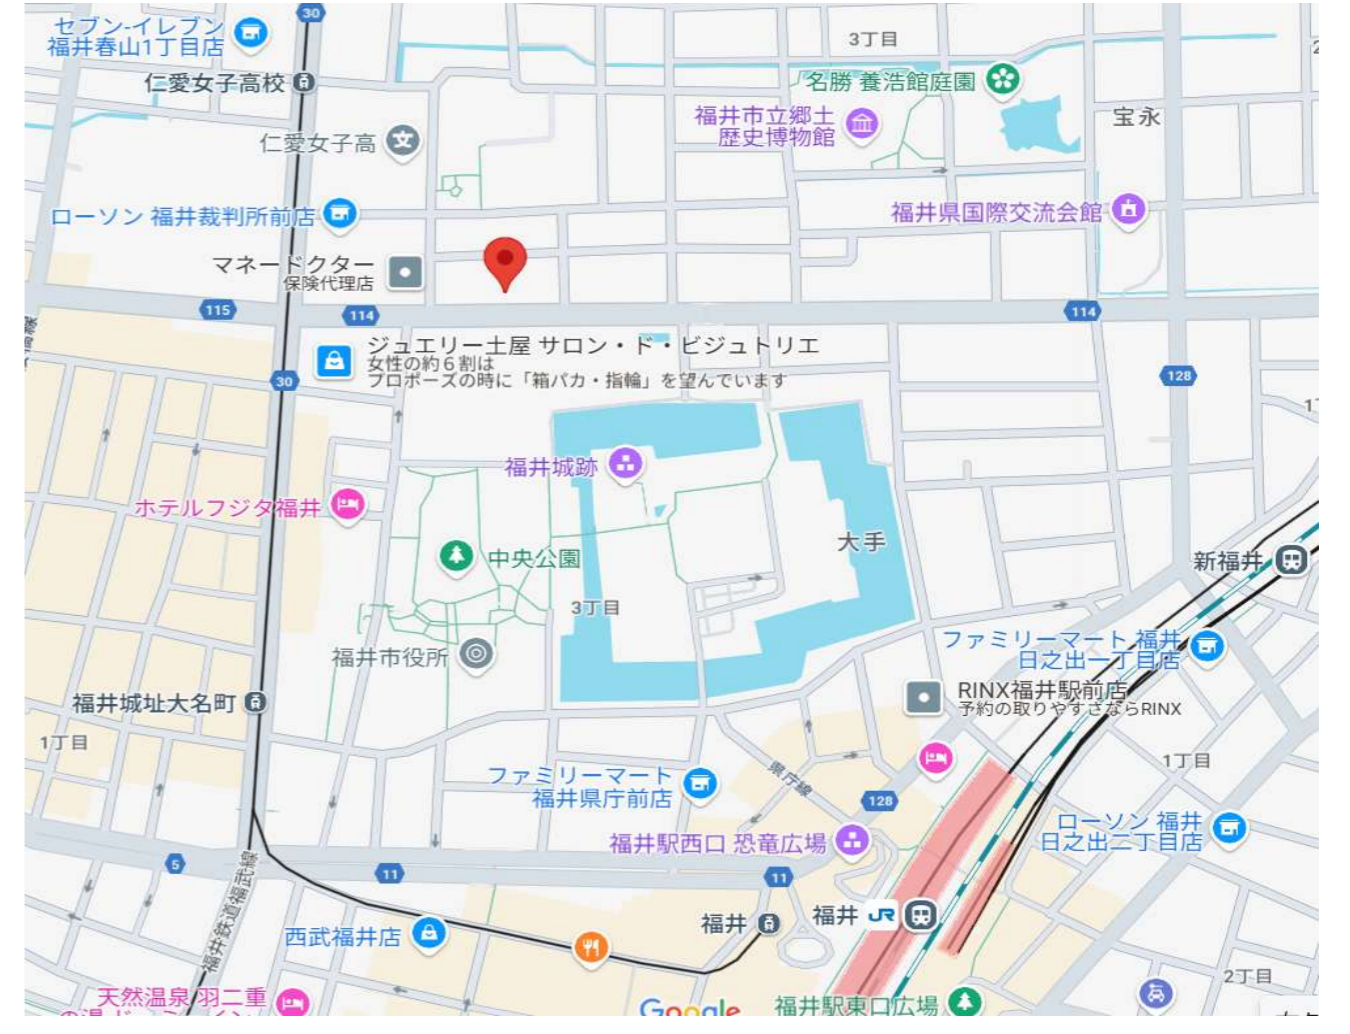 30
セブン-イレブン
福井春山1丁目店
3丁目
仁愛女子高校
名勝 養浩館庭園
福井市立郷土
歴史博物館
宝永
仁愛女子高
ローソン 福井裁判所前店
福井県国際交流会館
マネードクター
保険代理店
115
114
114
ジュエリー土屋 サロン・ド・ビジュトリエ
女性の約6割は
プロポーズの時に「箱パカ・指輪」を望んでいます
30
128
福井城跡
ホテルフジタ福井
大手
中央公園
新福井
3丁目
福井市役所
ファミリーマート 福井
日之出一丁目店
RINX福井駅前店
予約の取りやすさならRINX
福井城址大名町
1丁目
1丁目
ファミリーマート
福井県庁前店
県庁線
128
ローソン 福井
日之出二丁目店
福井駅西口 恐竜広場
5
11
11
福井鉄道福武線
福井
福井 JR
西武福井店
2丁目
天然温泉 羽二重
Google
福井駅東口広場